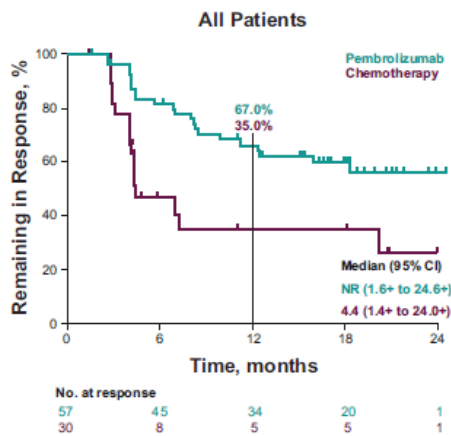 All Patients
Remaining in Response, %
100
80
60
40
20
0
Pembrolizumab
Chemotherapy
67.0%
35.0%
Median (95% CI)
NR (1.6+ to 24.6+)
4.4 (1.4+ to 24.0+)
0 6 12 18 24
Time, months
No. at response
57 45 34 20 1
30 8 5 5 1